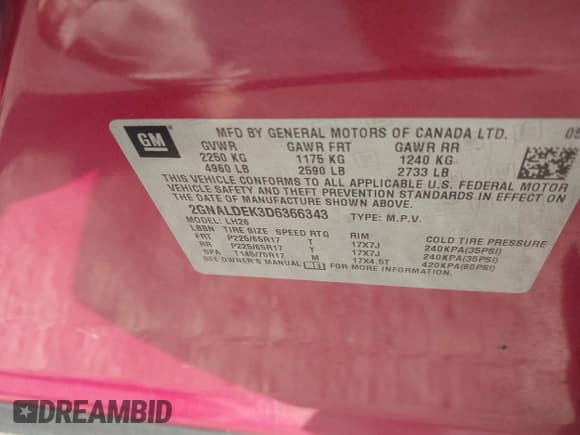 GM
MFD BY GENERAL MOTORS OF CANADA LTD. 05
GVWR GAWR FRT GAWR RR
2250 KG 1175 KG 1240 KG
4960 LB 2590 LB 2733 LB
THIS VEHICLE CONFORMS TO ALL APPLICABLE U.S. FEDERAL MOTOR
VEHICLE SAFETY AND THEFT PREVENTION STANDARDS IN EFFECT ON
THE DATE OF MANUFACTURE SHOWN ABOVE.
2GNALDEK3D6366343 TYPE: M.P.V.
MODEL: LH26
LBBN TIRE SIZE SPEED RTG RIM COLD TIRE PRESSURE
FRT P225/65R17 T 17X7J 240KPA(35PSI)
RR P225/65R17 T 17X7J 240KPA(35PSI)
SPA T145/70R17 M 17X4.5T 420KPA(60PSI)
SEE OWNER'S MANUAL FOR MORE INFORMATION.
DREAMBID